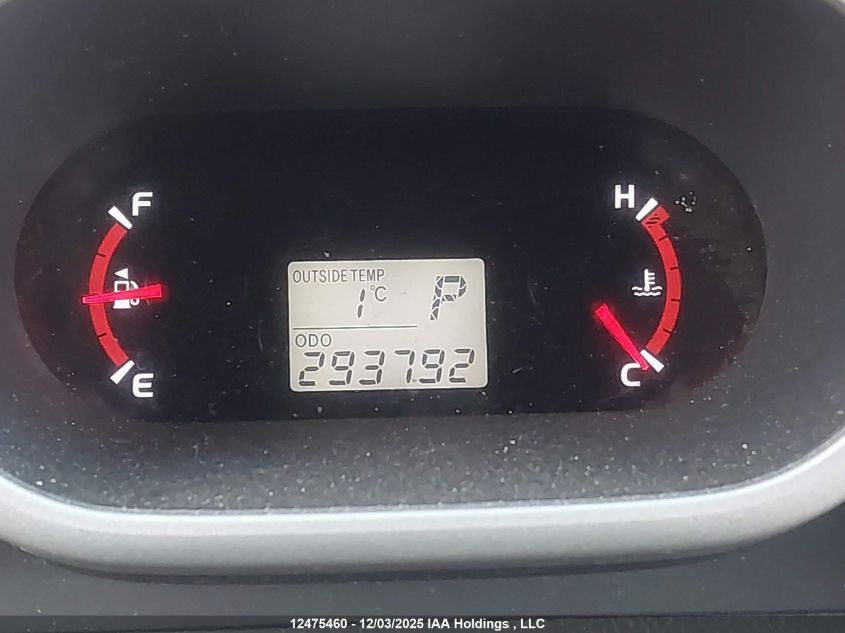 F
H
OUTSIDE TEMP
1°C P
ODO
293792
E
C
12475460 - 12/03/2025 IAA Holdings , LLC